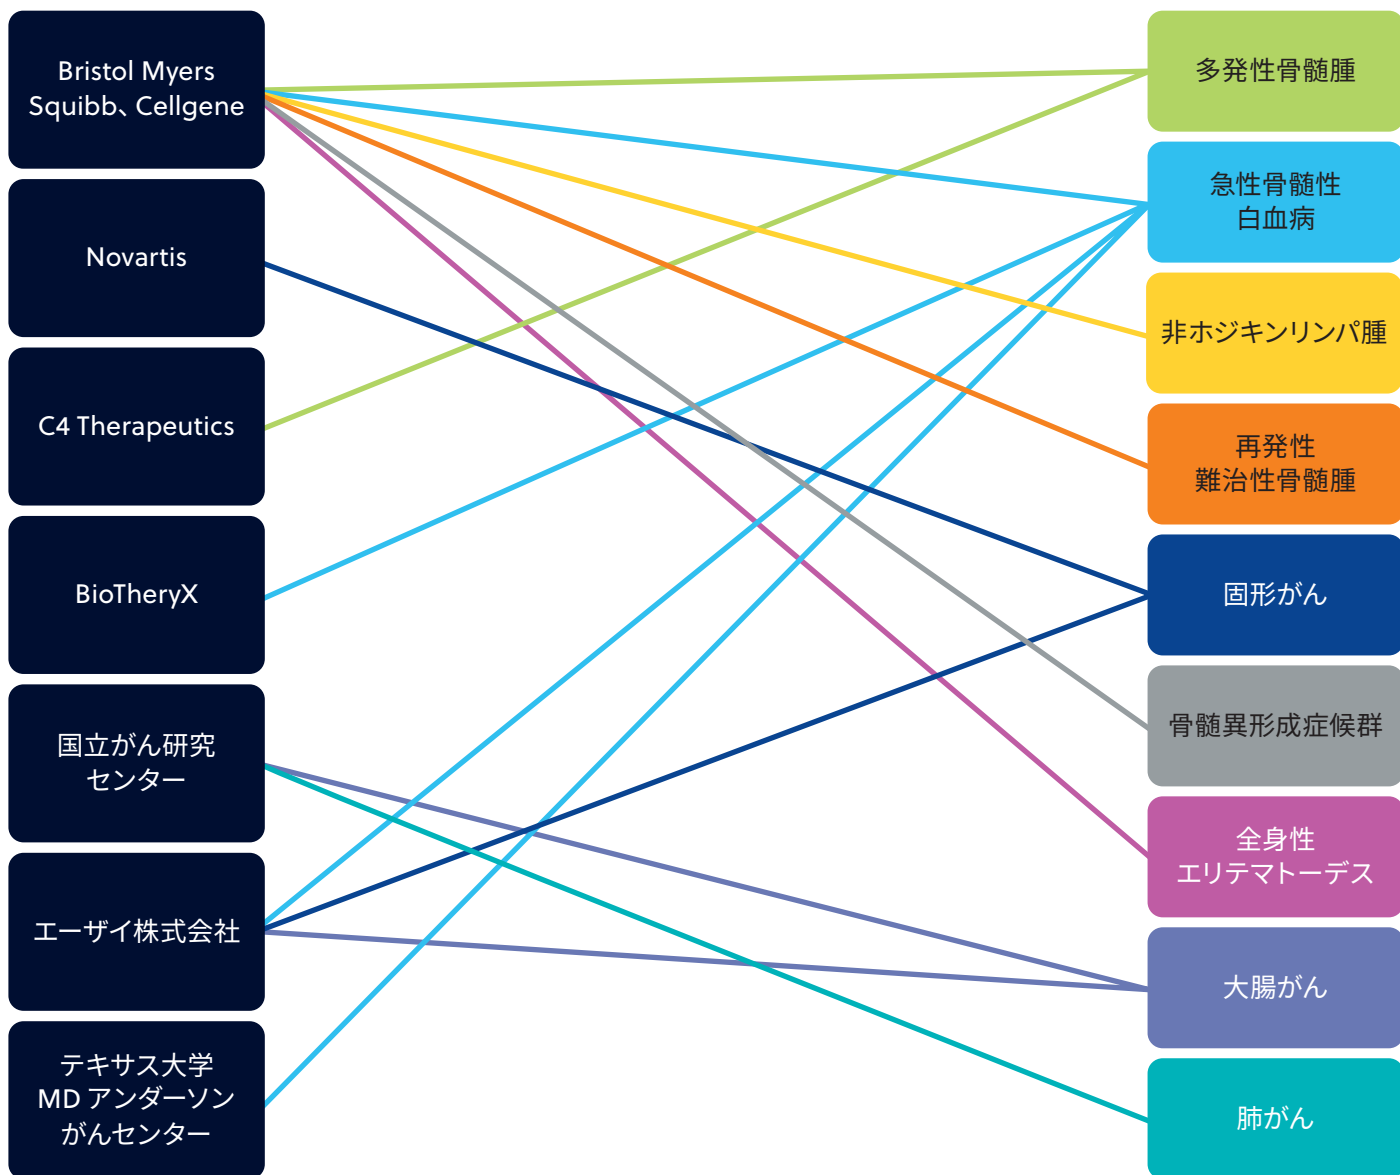 Bristol Myers
Squibb、Cellgene
Novartis
C4 Therapeutics
BioTheryX
国立がん研究
センター
エーザイ株式会社
テキサス大学
MD アンダーソン
がんセンター
多発性骨髄腫
急性骨髄性
白血病
非ホジキンリンパ腫
再発性
難治性骨髄腫
固形がん
骨髄異形成症候群
全身性
エリテマトーデス
大腸がん
肺がん